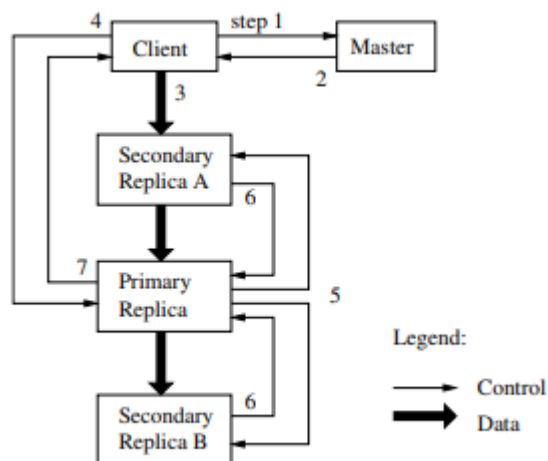 4
step 1
Client
Master
2
3
Secondary
Replica A
6
7
Primary
Replica
5
Legend:
6
Control
Secondary
Replica B
Data